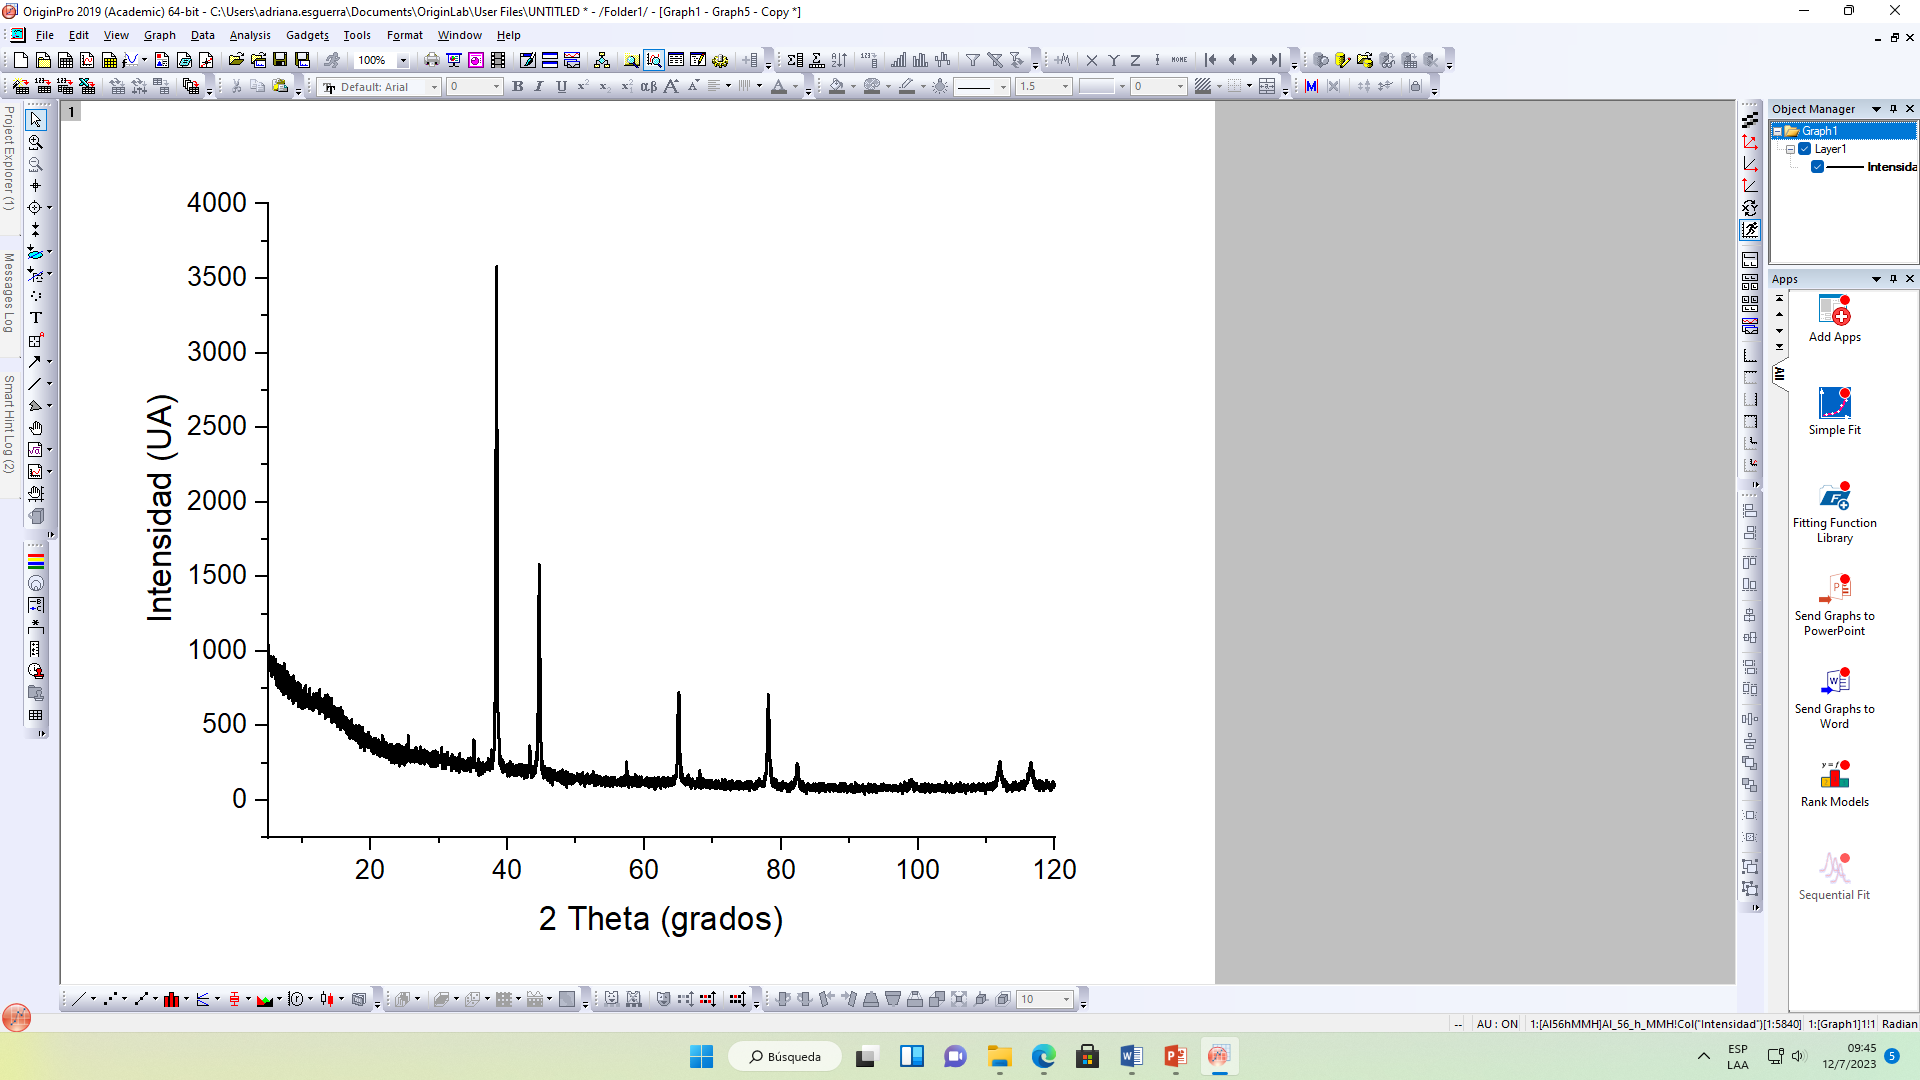 OriginPro 2019 (Academic) 64-bit - C:\Users\adriana.esguerra\Documents\OriginLab\User Files\UNTITLED * - /Folder1/ - [Graph1 - Graph5 - Copy *]
File Edit View Graph Data Analysis Gadgets Tools Format Window Help
100%
Default: Arial 0 B I U αβ A A 1.5 0
Project Explorer (1)
Messages Log
Smart Hint Log (2)
1
4000
3500
3000
2500
2000
1500
1000
500
0
Intensidad (UA)
20 40 60 80 100 120
2 Theta (grados)
Object Manager
Graph1
Layer1
Intensida
Apps
All
Add Apps
Simple Fit
Fitting Function
Library
Send Graphs to
PowerPoint
Send Graphs to
Word
Rank Models
Sequential Fit
10
-- AU : ON 1:[Al56hMMH]Al_56_h_MMH!Col("Intensidad")[1:5840] 1:[Graph1]1!1 Radian
Búsqueda
ESP
LAA
09:45
12/7/2023
5